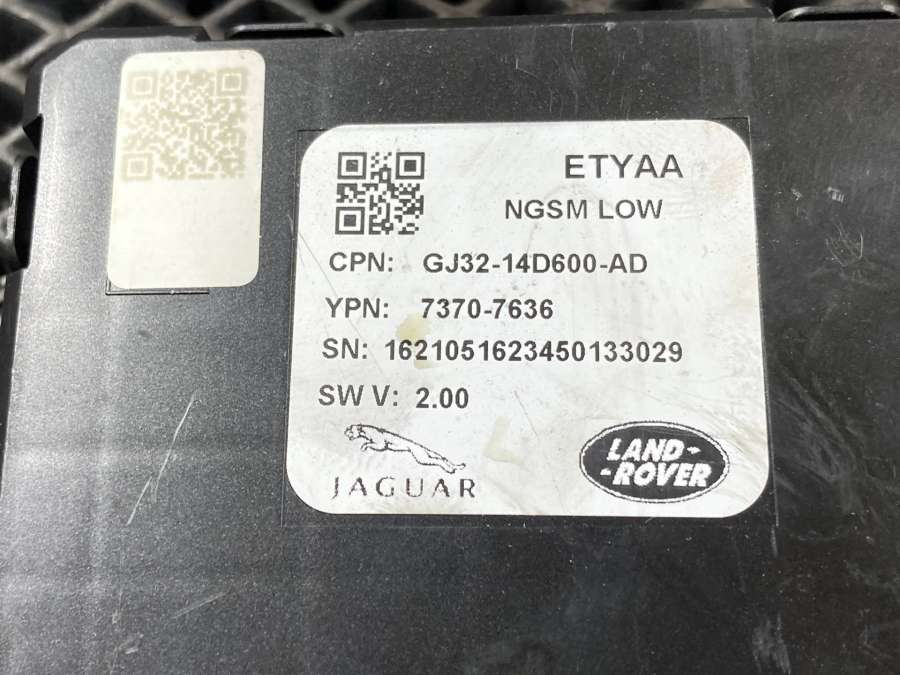 ETYAA
NGSM LOW
CPN: GJ32-14D600-AD
YPN: 7370-7636
SN: 1621051623450133029
SW V: 2.00
JAGUAR
LAND-
-ROVER